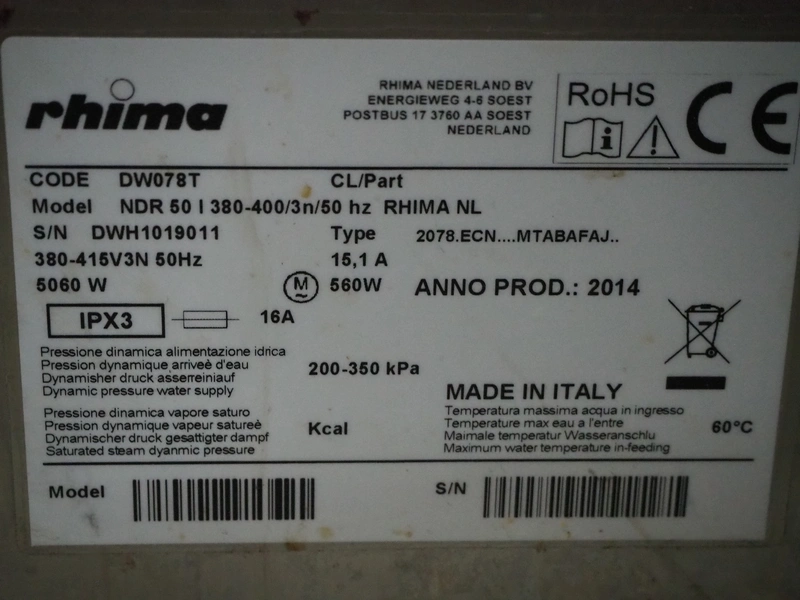 rhima
RHIMA NEDERLAND BV
ENERGIEWEG 4-6 SOEST
POSTBUS 17 3760 AA SOEST
NEDERLAND
RoHS
CE
CODE DW078T CL/Part
Model NDR 50 I 380-400/3n/50 hz RHIMA NL
S/N DWH1019011 Type 2078.ECN....MTABAFAJ..
380-415V3N 50Hz 15,1 A
5060 W M 560W ANNO PROD.: 2014
IPX3 16A
Pressione dinamica alimentazione idrica
Pression dynamique arriveè d'eau
Dynamisher druck asserreiniauf
Dynamic pressure water supply
200-350 kPa
Pressione dinamica vapore saturo
Pression dynamique vapeur satureè
Dynamischer druck gesattigter dampf
Saturated steam dyanmic pressure
Kcal
MADE IN ITALY
Temperatura massima acqua in ingresso
Temperature max eau a l'entre
Maimale temperatur Wasseranschlu
Maximum water temperature in-feeding
60°C
Model S/N